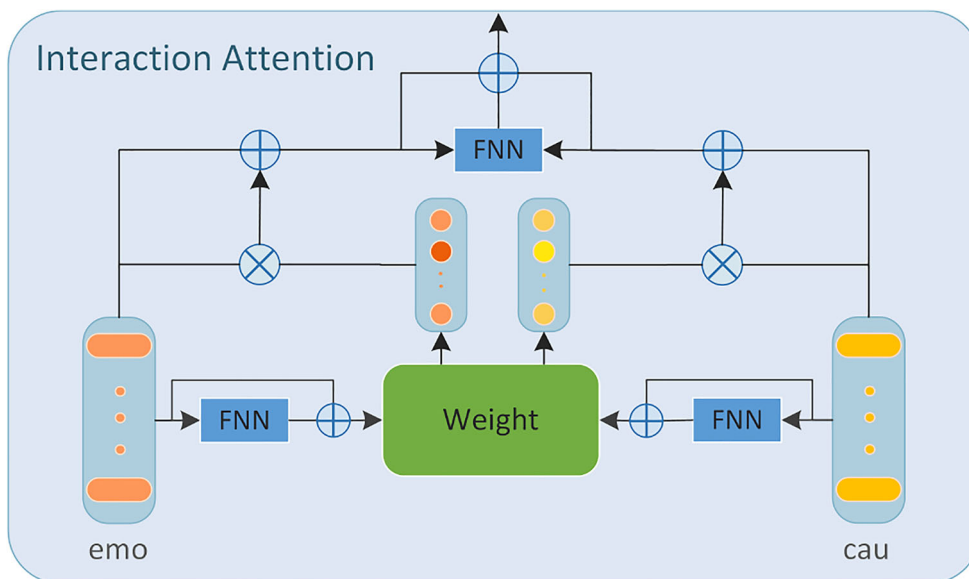 Interaction Attention
FNN
FNN
Weight
FNN
emo
cau